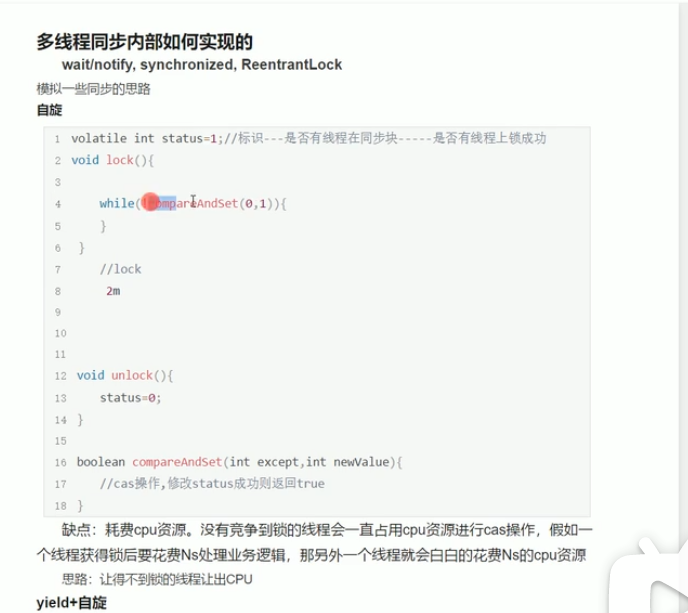 多线程同步内部如何实现的
wait/notify, synchronized, ReentrantLock
模拟一些同步的思路
自旋
1 volatile int status=1;//标识---是否有线程在同步块-----是否有线程上锁成功
2 void lock(){
3
4 while(!compareAndSet(0,1)){
5 }
6 }
7 //lock
8 2m
9
10
11
12 void unlock(){
13 status=0;
14 }
15
16 boolean compareAndSet(int except,int newValue){
17 //cas操作,修改status成功则返回true
18 }
缺点：耗费cpu资源。没有竞争到锁的线程会一直占用cpu资源进行cas操作，假如一
个线程获得锁后要花费Ns处理业务逻辑，那另外一个线程就会白白的花费Ns的cpu资源
思路：让得不到锁的线程让出CPU
yield+自旋